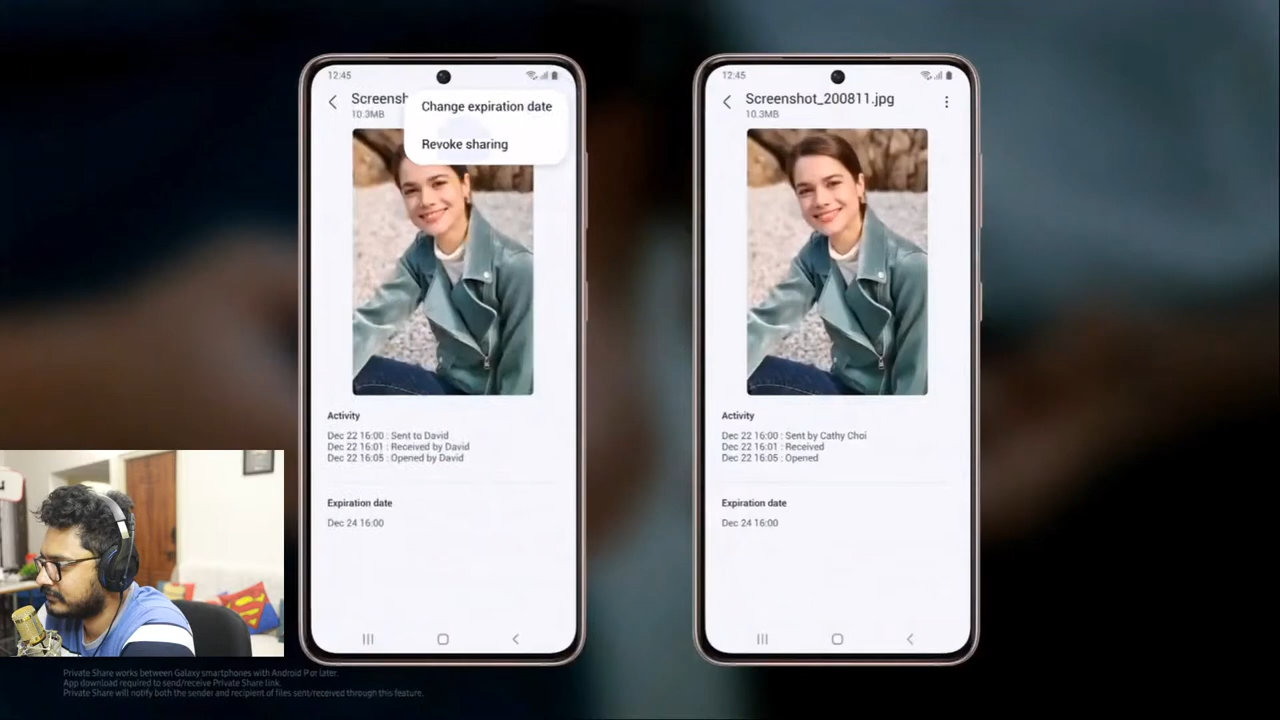 12:45
Screensh
10.3MB
Change expiration date
Revoke sharing
Activity
Dec 22 16:00 : Sent to David
Dec 22 16:01 : Received by David
Dec 22 16:05 : Opened by David
Expiration date
Dec 24 16:00
12:45
Screenshot_200811.jpg
10.3MB
Activity
Dec 22 16:00 : Sent by Cathy Choi
Dec 22 16:01 : Received
Dec 22 16:05 : Opened
Expiration date
Dec 24 16:00
Private Share works between Galaxy smartphones with Android P or later.
App download required to send/receive Private Share link.
Private Share will notify both the sender and recipient of files sent/received through this feature.